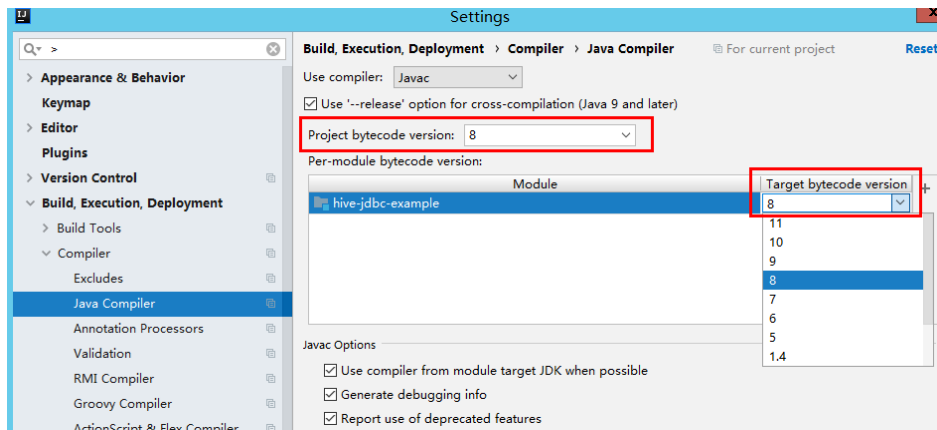 Settings
>
Build, Execution, Deployment › Compiler › Java Compiler
For current project
Reset
Appearance & Behavior
Keymap
Editor
Plugins
Version Control
Build, Execution, Deployment
Build Tools
Compiler
Excludes
Java Compiler
Annotation Processors
Validation
RMI Compiler
Groovy Compiler
ActionScript & Flex Compiler
Use compiler: Javac
Use '--release' option for cross-compilation (Java 9 and later)
Project bytecode version: 8
Per-module bytecode version:
Module Target bytecode version
hive-jdbc-example 8
11
10
9
8
7
6
5
1.4
Javac Options
Use compiler from module target JDK when possible
Generate debugging info
Report use of deprecated features